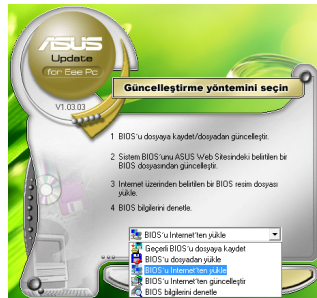 ASUS
Update
for Eee Pc
V1.03.03
Güncelleştirme yöntemini seçin
1 BIOS'u dosyaya kaydet/dosyadan güncelleştir.
2 Sistem BIOS'unu ASUS Web Sitesindeki belirtilen bir
BIOS dosyasından güncelleştir.
3 Internet üzerinden belirtilen bir BIOS resim dosyası
yükle.
4 BIOS bilgilerini denetle.
BIOS'u Internet'ten yükle
Geçerli BIOS'u dosyaya kaydet
BIOS'u dosyadan yükle
BIOS'u Internet'ten yükle
BIOS'u Internet'ten güncelleştir
BIOS bilgilerini denetle